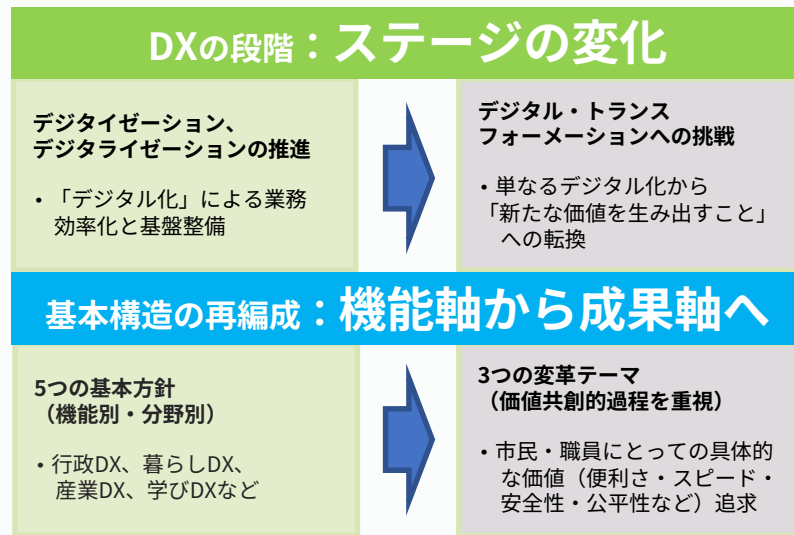 DXの段階：ステージの変化
デジタイゼーション、
デジタライゼーションの推進
・「デジタル化」による業務
効率化と基盤整備
デジタル・トランス
フォーメーションへの挑戦
・単なるデジタル化から
「新たな価値を生み出すこと」
への転換
基本構造の再編成：機能軸から成果軸へ
5つの基本方針
（機能別・分野別）
・行政DX、暮らしDX、
産業DX、学びDXなど
3つの変革テーマ
（価値共創的過程を重視）
・市民・職員にとっての具体的
な価値（便利さ・スピード・
安全性・公平性など）追求